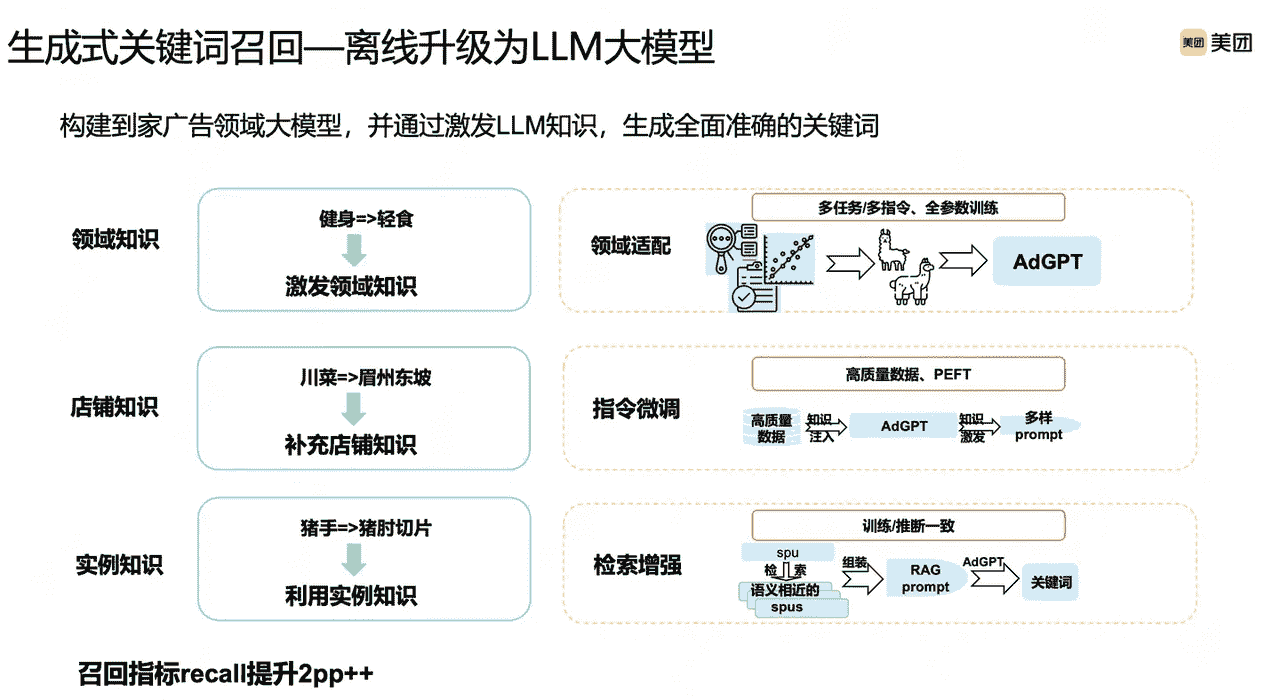 生成式关键词召回—离线升级为LLM大模型
美团 美团
构建到家广告领域大模型，并通过激发LLM知识，生成全面准确的关键词
领域知识
健身=>轻食
激发领域知识
领域适配
多任务/多指令、全参数训练
AdGPT
店铺知识
川菜=>眉州东坡
补充店铺知识
指令微调
高质量数据、PEFT
高质量
数据
知识
注入
AdGPT
知识
激发
多样
prompt
实例知识
猪手=>猪肘切片
利用实例知识
检索增强
训练/推断一致
spu
检 索
语义相近的
spus
组装
RAG
prompt
AdGPT
关键词
召回指标recall提升2pp++